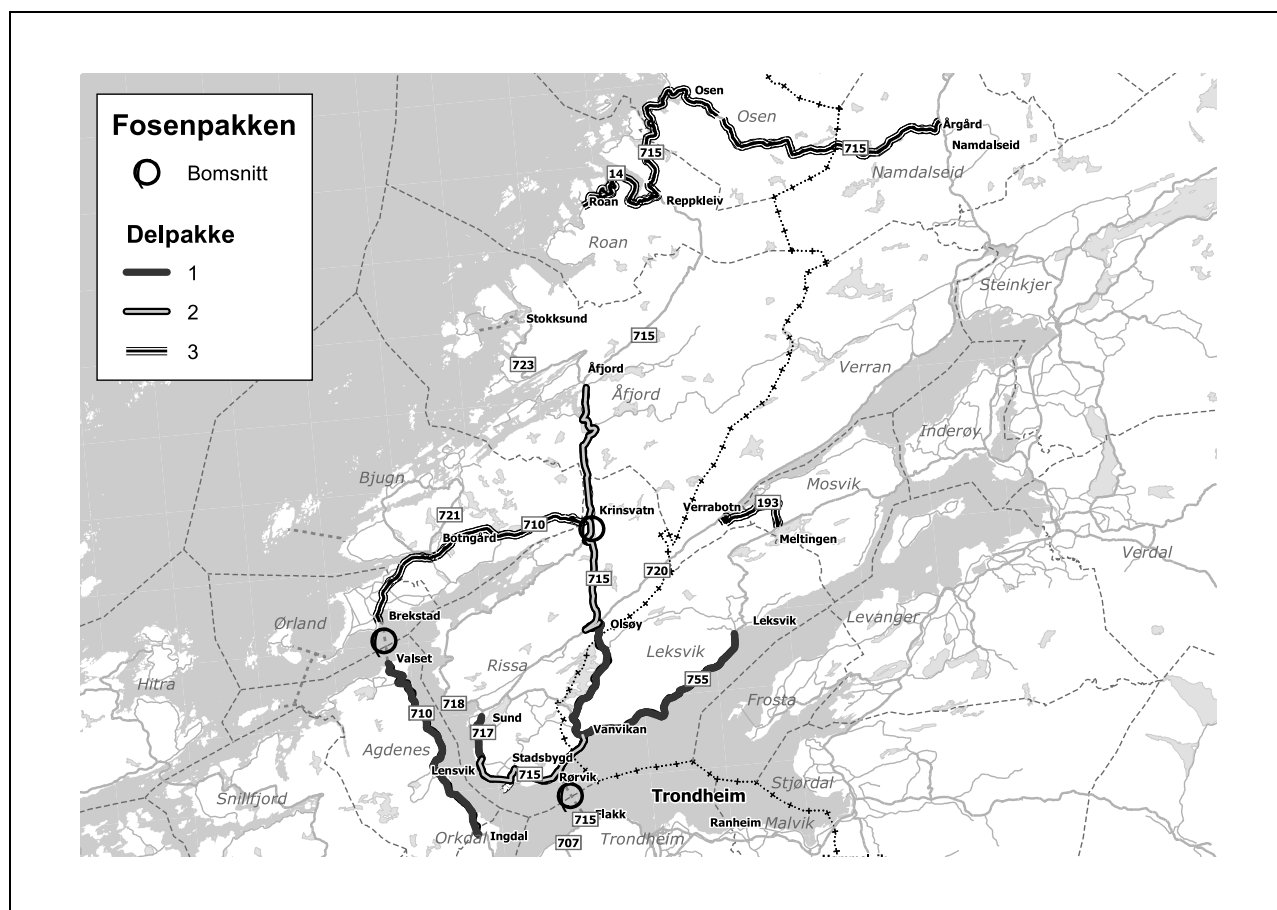 Fosenpakken
Bomsnitt
Delpakke
1
2
3
Osen
Osen
Årgård
Namdalseid
715
715
Namdalseid
14
Roan
Reppkleiv
Roan
Steinkjer
Stokksund
715
723
Verran
Åfjord
Åfjord
Inderøy
Bjugn
Mosvik
721
710
Krinsvatn
Verrabotn
193
Botngård
Meltingen
Verdal
715
720
Brekstad
Olsøy
Leksvik
Levanger
Ørland
Valset
Rissa
Leksvik
Hitra
755
Frosta
718
710
Sund
717
Vanvikan
Agdenes
Stadsbygd
Lensvik
715
Rørvik
Stjørdal
Snillfjord
Trondheim
715
Flakk
Ranheim
Malvik
Orkdal
Ingdal
707
Trondheim